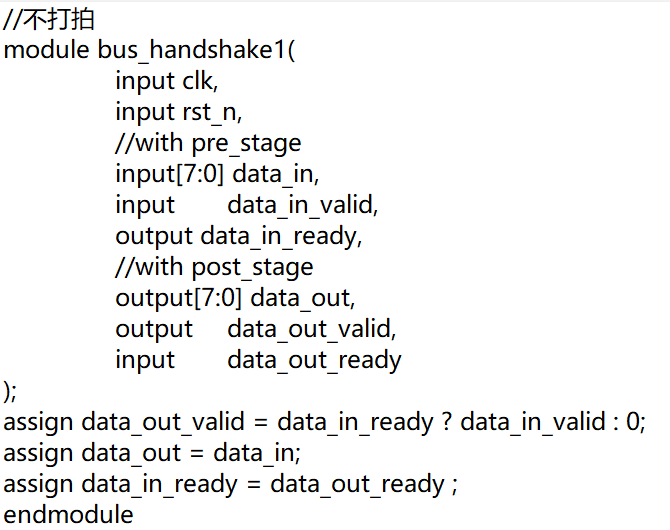 //不打拍
module bus_handshake1(
input clk,
input rst_n,
//with pre_stage
input[7:0] data_in,
input data_in_valid,
output data_in_ready,
//with post_stage
output[7:0] data_out,
output data_out_valid,
input data_out_ready
);
assign data_out_valid = data_in_ready ? data_in_valid : 0;
assign data_out = data_in;
assign data_in_ready = data_out_ready ;
endmodule